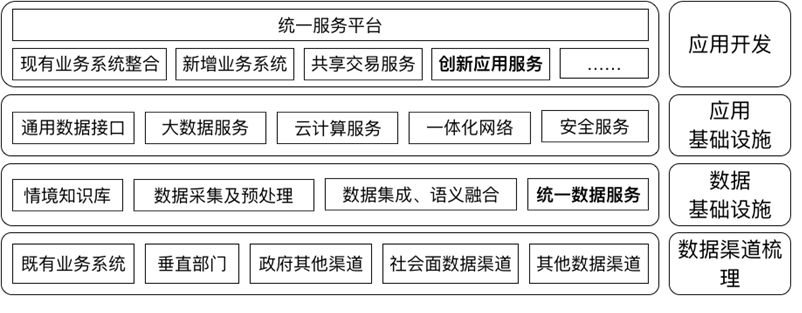 统一服务平台
现有业务系统整合 新增业务系统 共享交易服务 创新应用服务 ……
应用开发
通用数据接口 大数据服务 云计算服务 一体化网络 安全服务
应用
基础设施
情境知识库 数据采集及预处理 数据集成、语义融合 统一数据服务
数据
基础设施
既有业务系统 垂直部门 政府其他渠道 社会面数据渠道 其他数据渠道
数据渠道梳
理